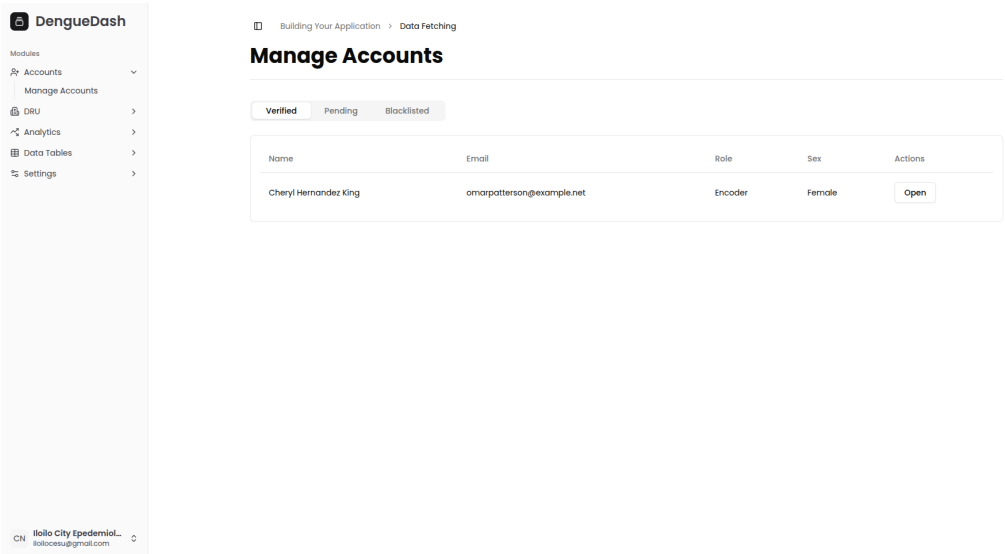 DengueDash
Modules
Accounts
Manage Accounts
DRU
Analytics
Data Tables
Settings
CN
Iloilo City Epedemiol...
iloilocesu@gmail.com
Building Your Application > Data Fetching
Manage Accounts
Verified Pending Blacklisted
Name Email Role Sex Actions
Cheryl Hernandez King omarpatterson@example.net Encoder Female Open